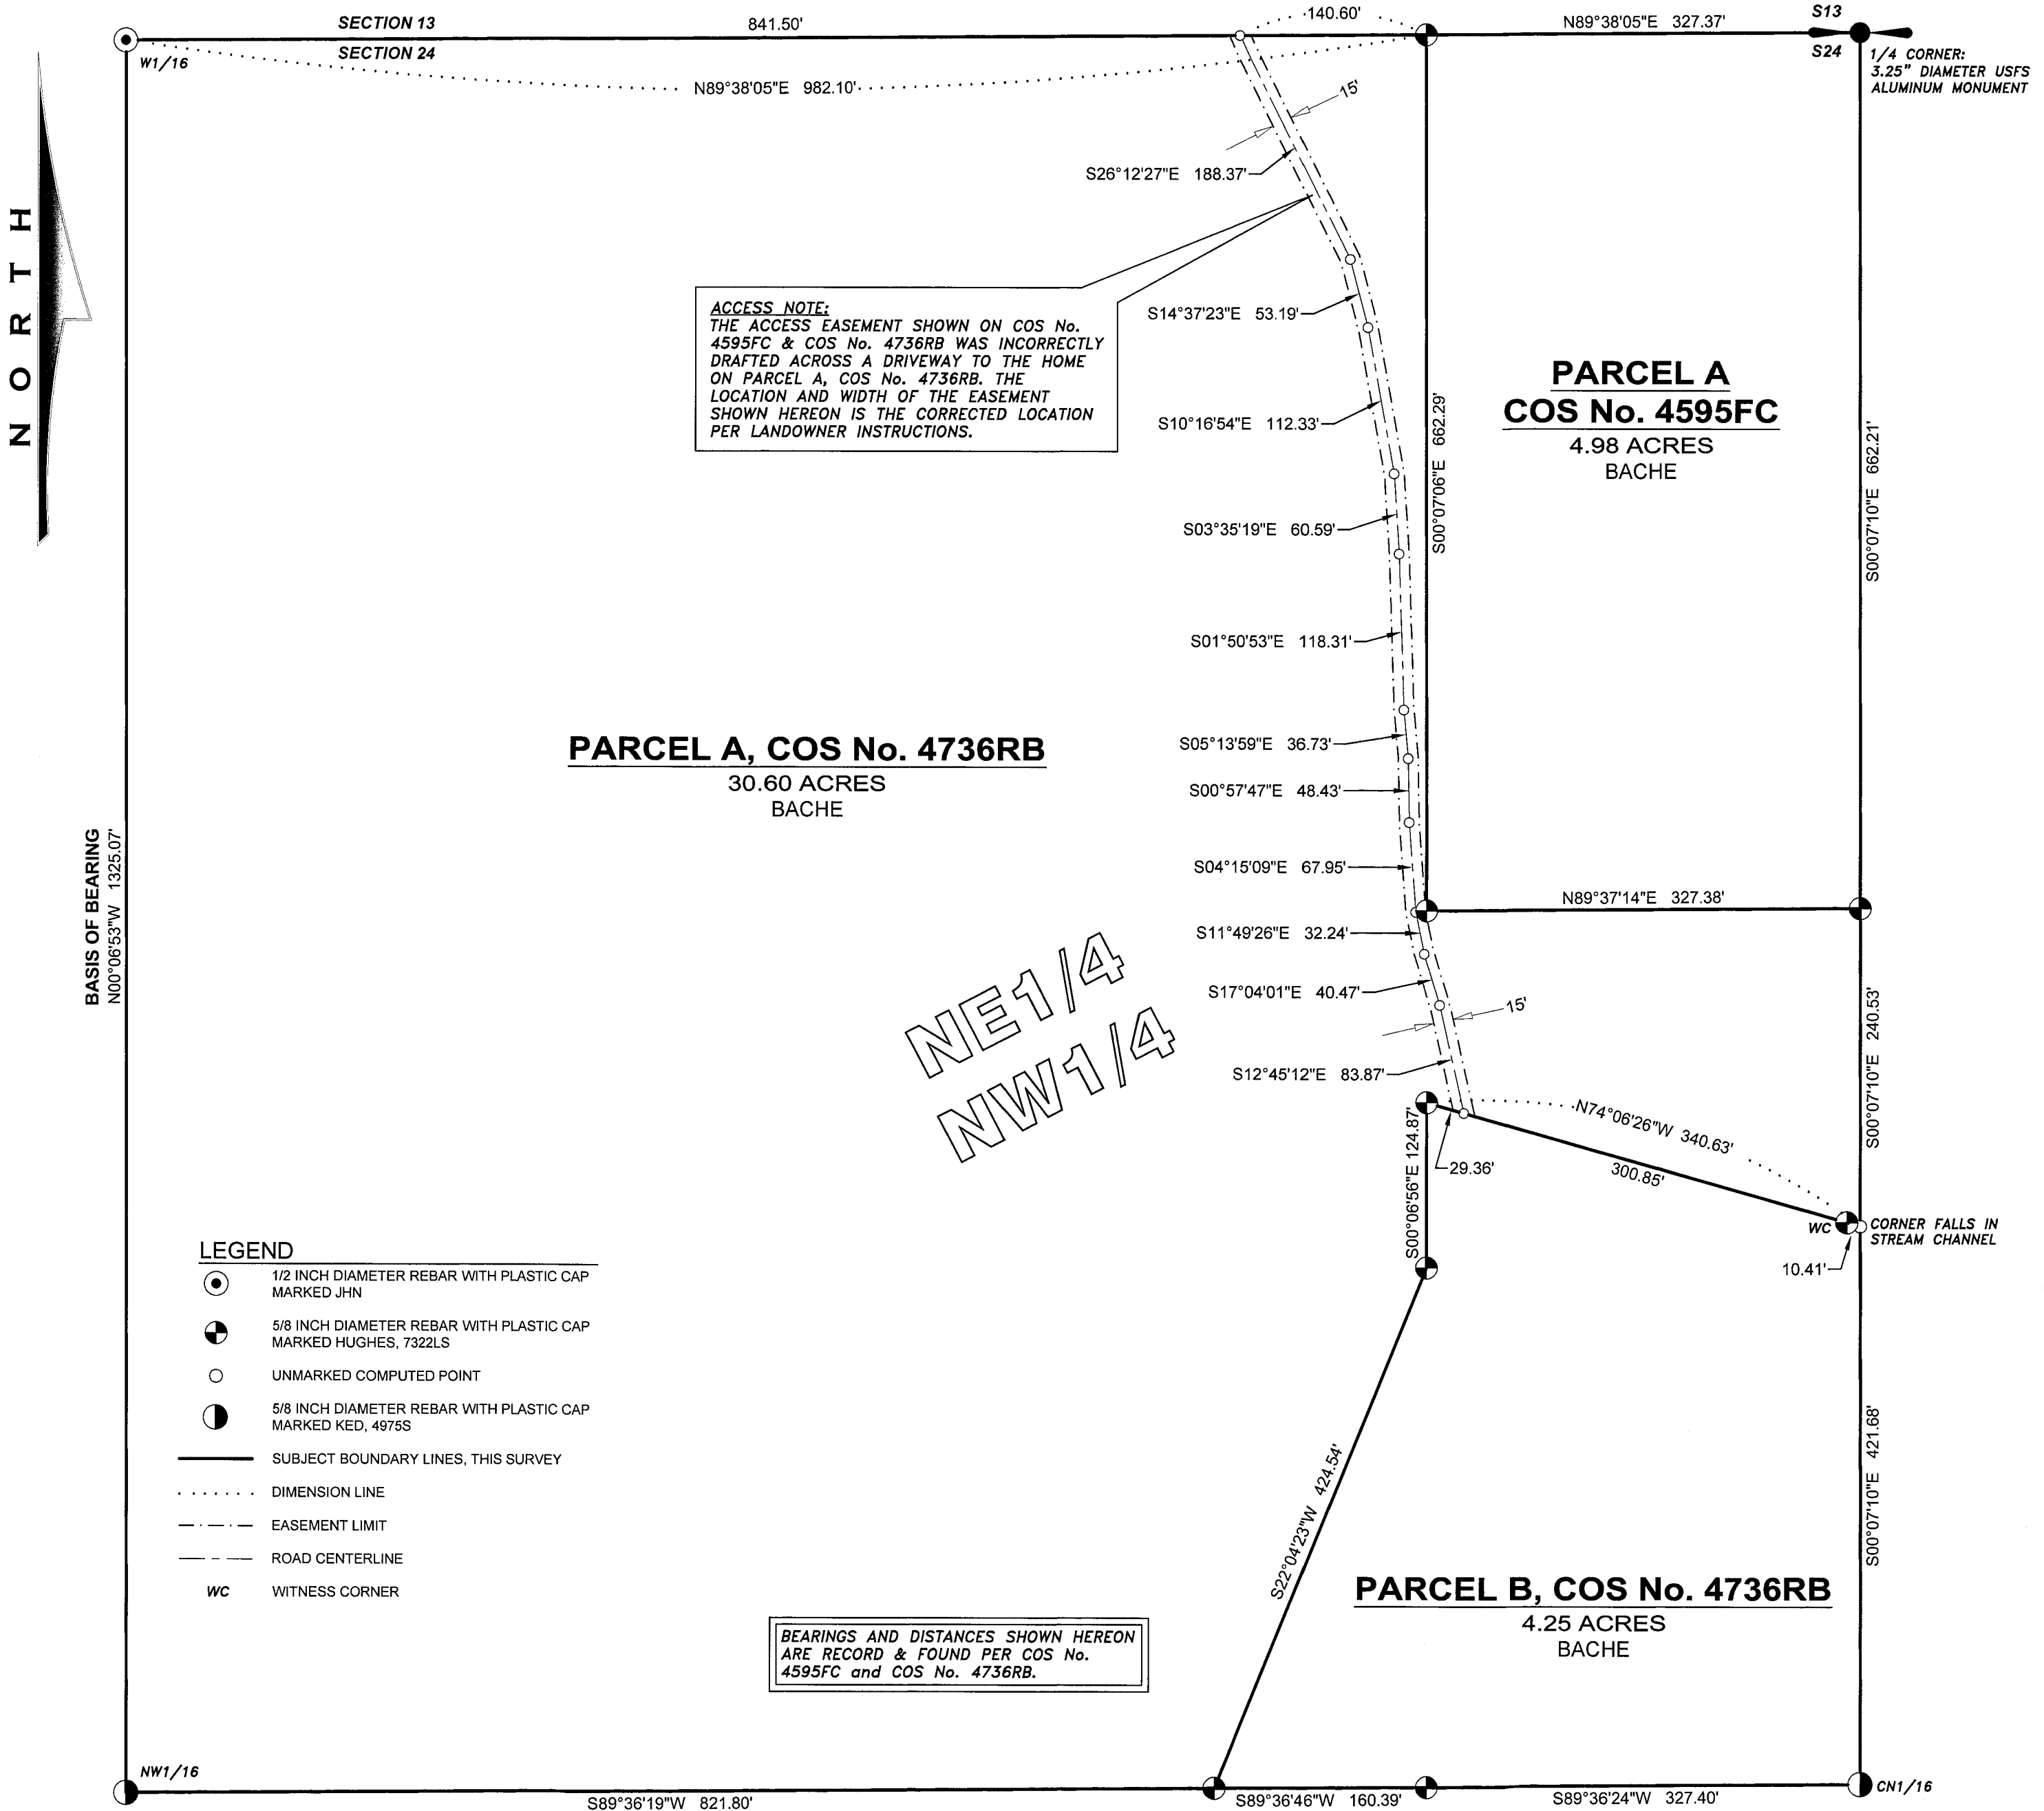 SECTION 13
841.50'
140.60'
N89°38'05"E 327.37'
S13
SECTION 24
S24
W1/16
N89°38'05"E 982.10'
1/4 CORNER:
3.25" DIAMETER USFS
ALUMINUM MONUMENT
15'
NORTH
S26°12'27"E 188.37'
ACCESS NOTE:
THE ACCESS EASEMENT SHOWN ON COS No.
4595FC & COS No. 4736RB WAS INCORRECTLY
DRAFTED ACROSS A DRIVEWAY TO THE HOME
ON PARCEL A, COS No. 4736RB. THE
LOCATION AND WIDTH OF THE EASEMENT
SHOWN HEREON IS THE CORRECTED LOCATION
PER LANDOWNER INSTRUCTIONS.
S14°37'23"E 53.19'
S10°16'54"E 112.33'
S03°35'19"E 60.59'
S01°50'53"E 118.31'
S05°13'59"E 36.73'
S00°57'47"E 48.43'
S04°15'09"E 67.95'
S11°49'26"E 32.24'
S17°04'01"E 40.47'
S12°45'12"E 83.87'
15'
S00°07'06"E 662.29'
PARCEL A
COS No. 4595FC
4.98 ACRES
BACHE
S00°07'10"E 662.21'
PARCEL A, COS No. 4736RB
30.60 ACRES
BACHE
BASIS OF BEARING
N00°06'53"W 1325.07'
N89°37'14"E 327.38'
NE1/4
NW1/4
S00°07'10"E 240.53'
N74°06'26"W 340.63'
29.36'
300.85'
S00°06'56"E 124.87'
WC
CORNER FALLS IN
STREAM CHANNEL
10.41'
LEGEND
1/2 INCH DIAMETER REBAR WITH PLASTIC CAP
MARKED JHN
5/8 INCH DIAMETER REBAR WITH PLASTIC CAP
MARKED HUGHES, 7322LS
UNMARKED COMPUTED POINT
5/8 INCH DIAMETER REBAR WITH PLASTIC CAP
MARKED KED, 4975S
SUBJECT BOUNDARY LINES, THIS SURVEY
DIMENSION LINE
EASEMENT LIMIT
ROAD CENTERLINE
WC WITNESS CORNER
S22°04'23"W 424.54'
S00°07'10"E 421.68'
PARCEL B, COS No. 4736RB
4.25 ACRES
BACHE
BEARINGS AND DISTANCES SHOWN HEREON
ARE RECORD & FOUND PER COS No.
4595FC and COS No. 4736RB.
NW1/16
CN1/16
S89°36'19"W 821.80'
S89°36'46"W 160.39'
S89°36'24"W 327.40'